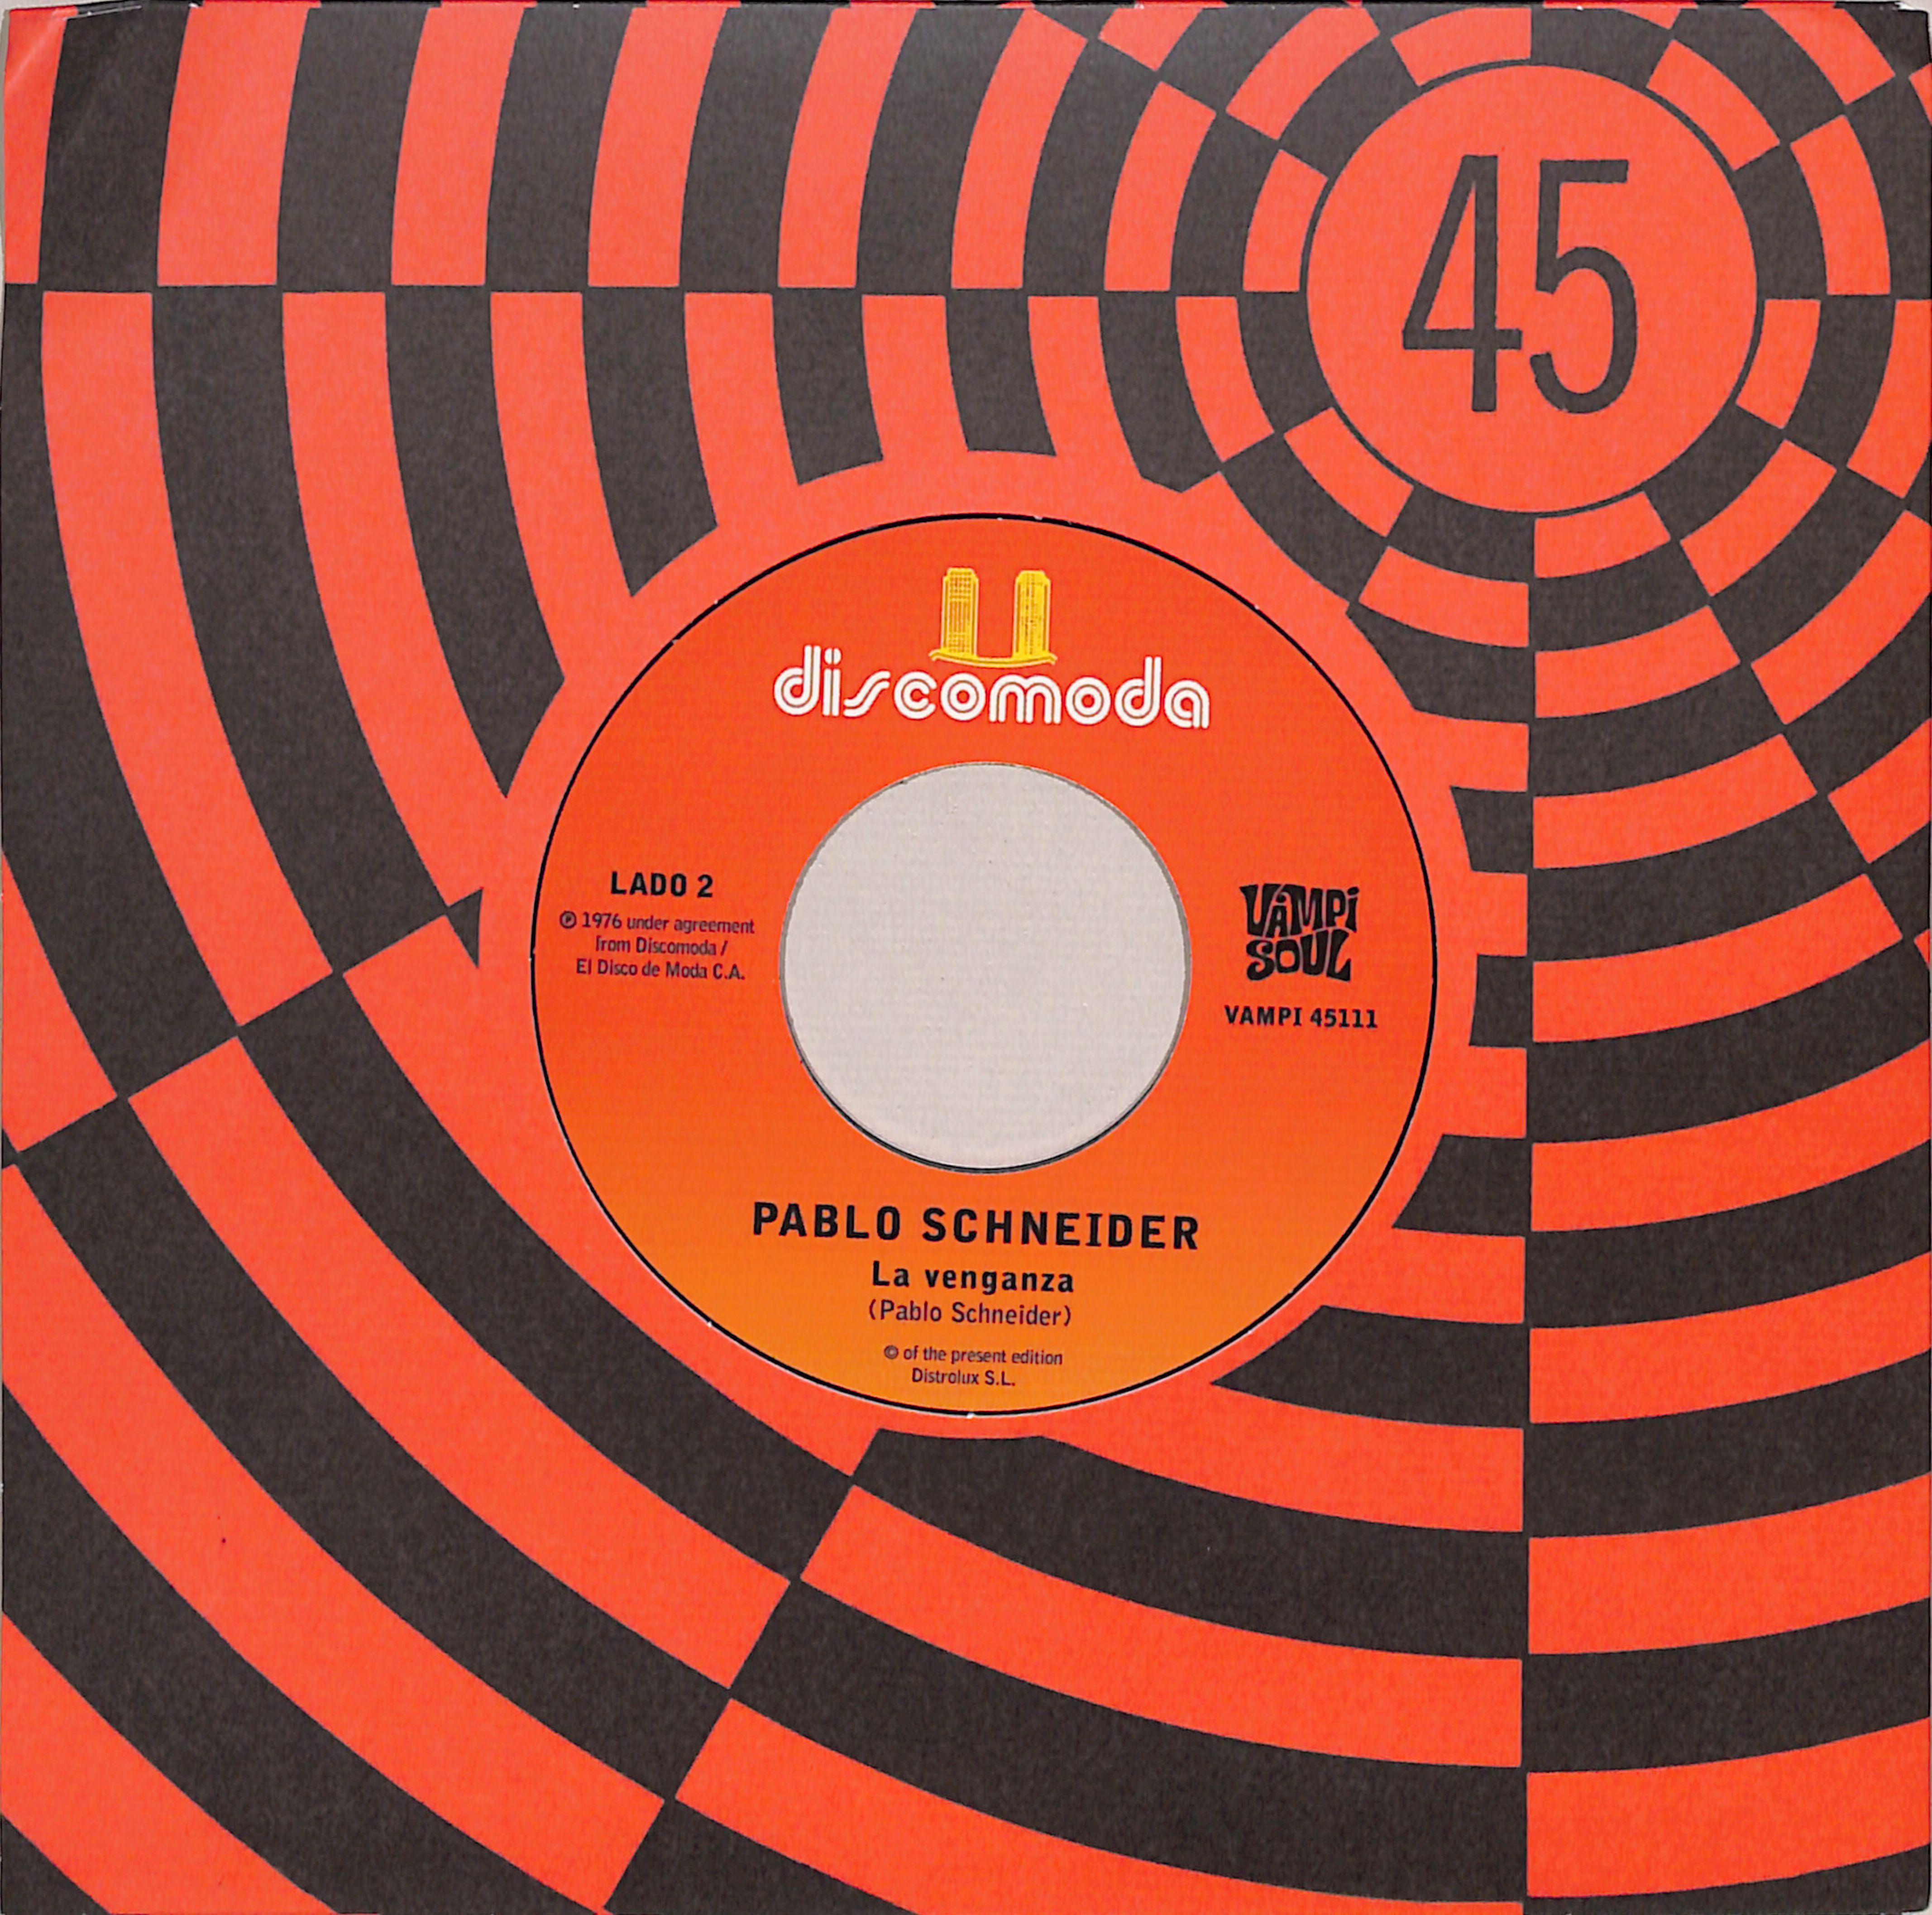 45
discomoda
LADO 2
℗ 1976 under agreement
from Discomoda /
El Disco de Moda C.A.
VAMPI
SOUL
VAMPI 45111
PABLO SCHNEIDER
La venganza
(Pablo Schneider)
© of the present edition
Distrolux S.L.